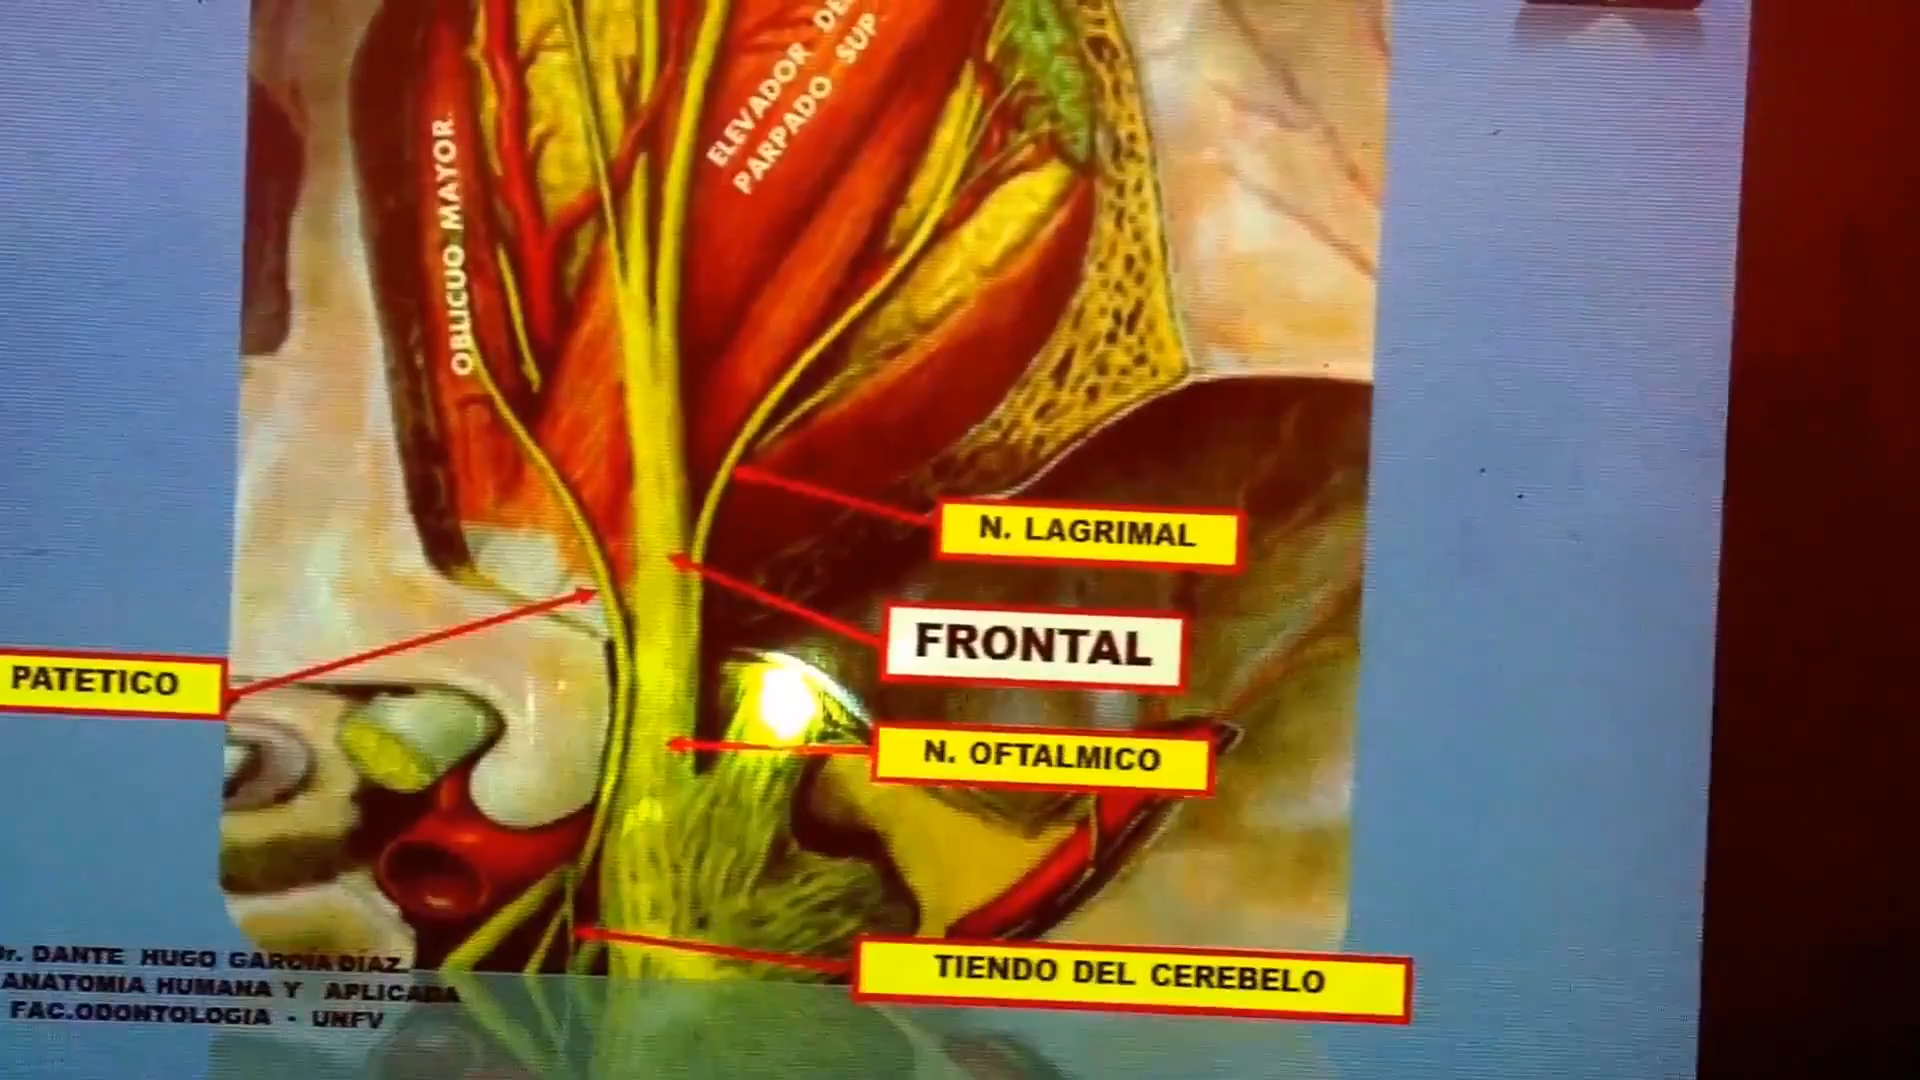 ELEVADOR DE
PARPADO SUP
OBLICUO MAYOR
N. LAGRIMAL
FRONTAL
PATETICO
N. OFTALMICO
TIENDO DEL CEREBELO
Dr. DANTE HUGO GARCIA DIAZ
ANATOMIA HUMANA Y APLICADA
FAC.ODONTOLOGIA - UNFV